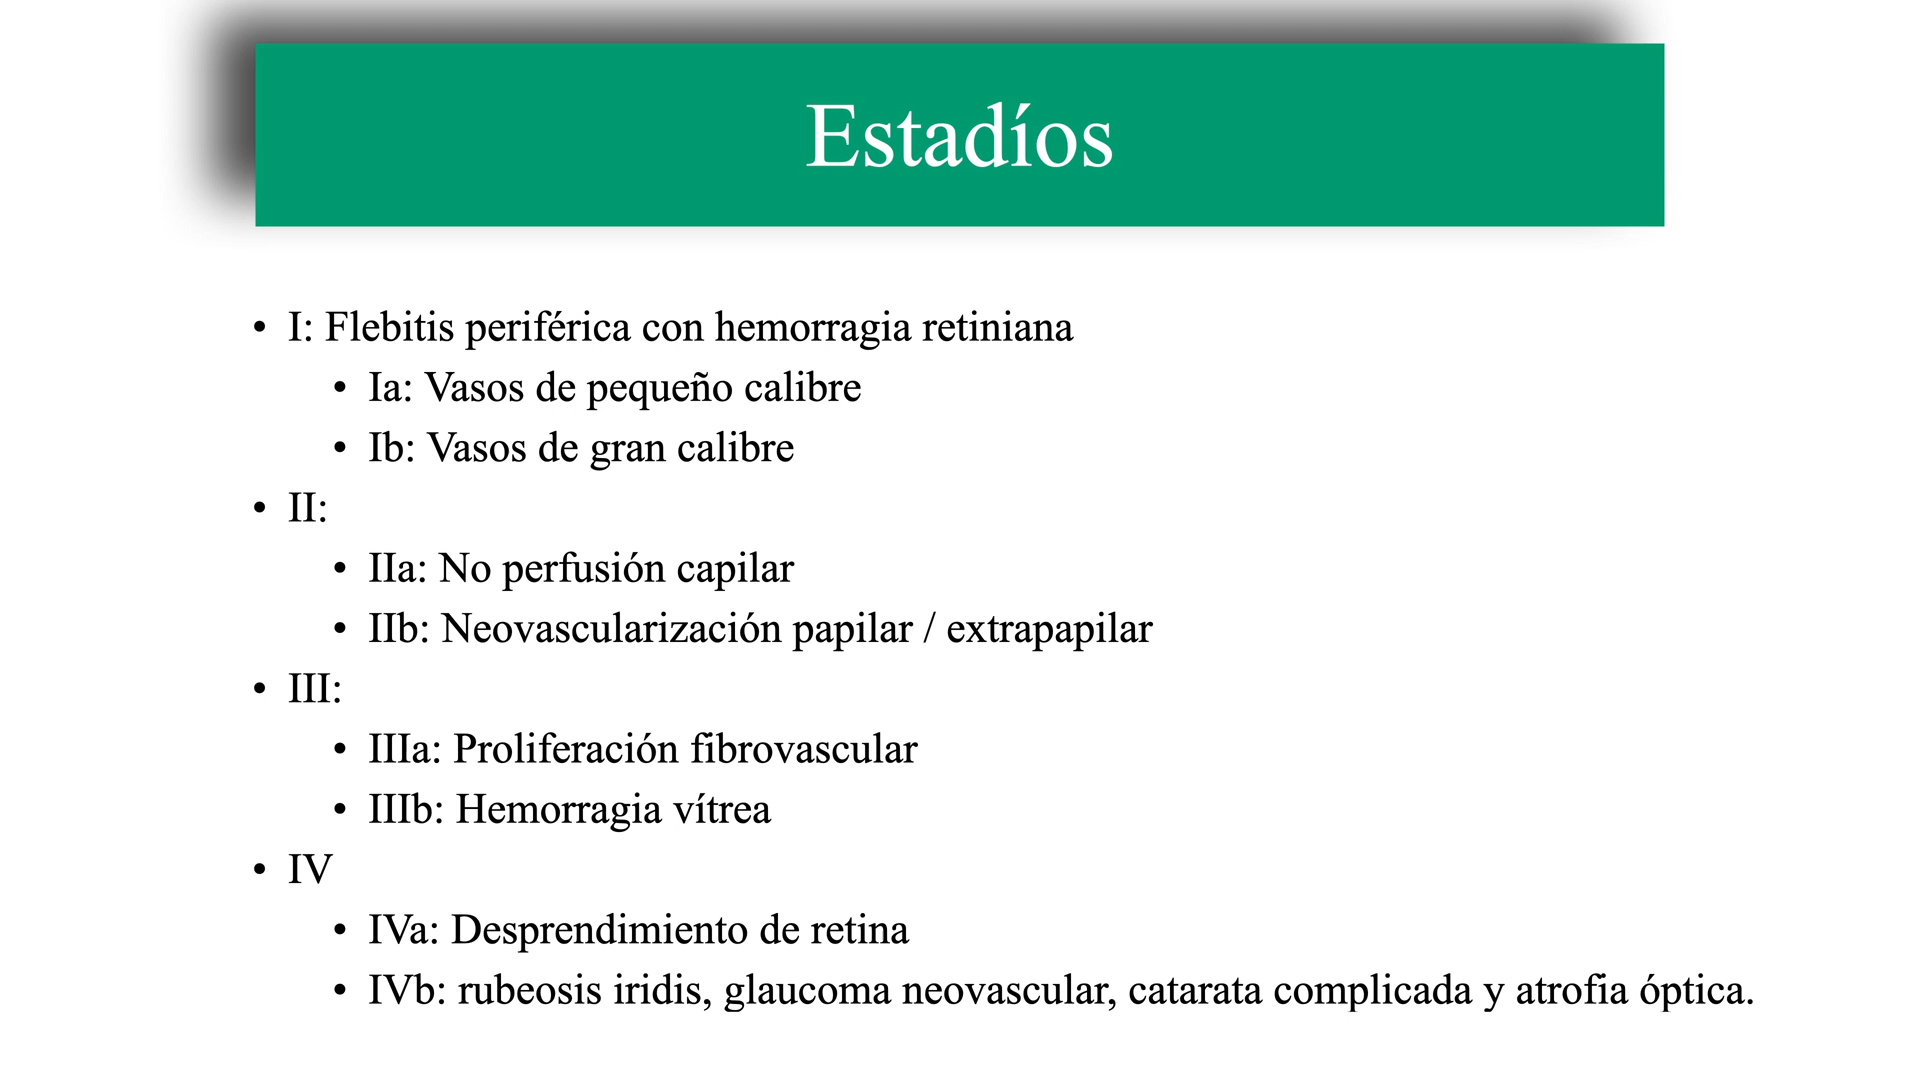 Estadíos
• I: Flebitis periférica con hemorragia retiniana
• Ia: Vasos de pequeño calibre
• Ib: Vasos de gran calibre
• II:
• IIa: No perfusión capilar
• IIb: Neovascularización papilar / extrapapilar
• III:
• IIIa: Proliferación fibrovascular
• IIIb: Hemorragia vítrea
• IV
• IVa: Desprendimiento de retina
• IVb: rubeosis iridis, glaucoma neovascular, catarata complicada y atrofia óptica.